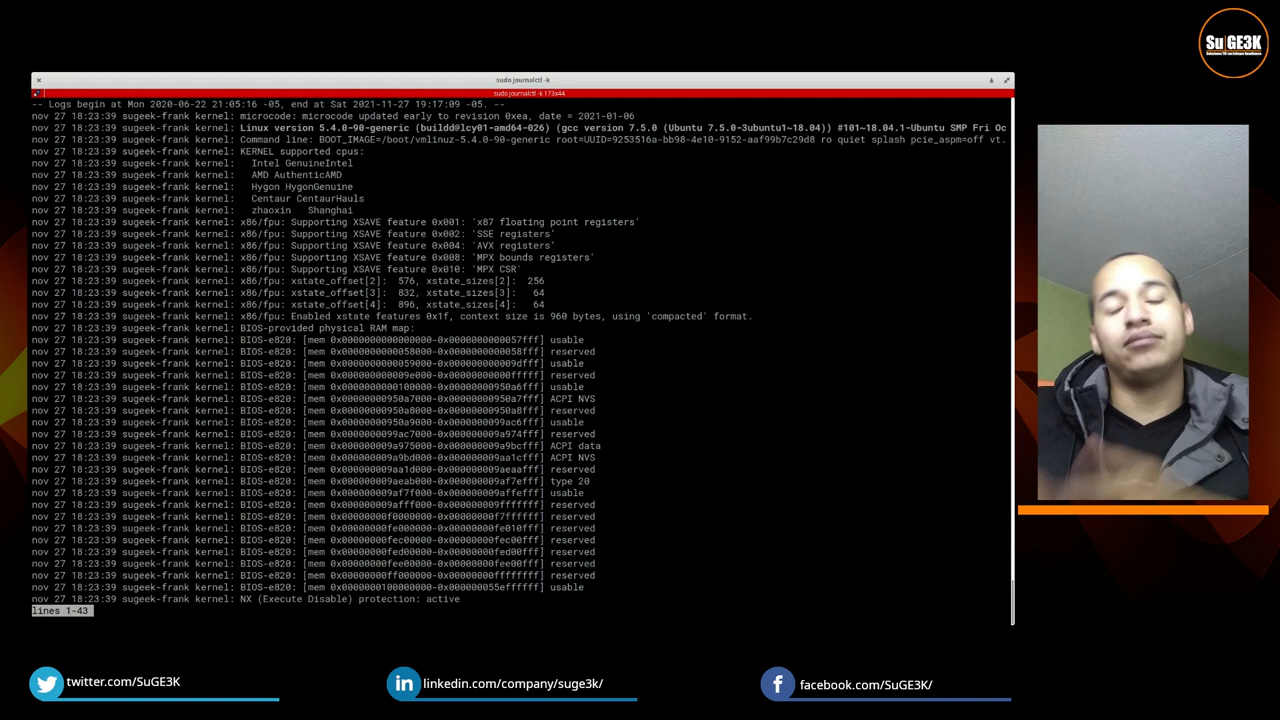 SuGE3K
sudo journalctl -k
sudo journalctl -k 173x44
-- Logs begin at Mon 2020-06-22 21:05:16 -05, end at Sat 2021-11-27 19:17:09 -05. --
nov 27 18:23:39 sugeek-frank kernel: microcode: microcode updated early to revision 0xea, date = 2021-01-06
nov 27 18:23:39 sugeek-frank kernel: Linux version 5.4.0-90-generic (buildd@lcy01-amd64-026) (gcc version 7.5.0 (Ubuntu 7.5.0-3ubuntu1~18.04)) #101~18.04.1-Ubuntu SMP Fri Oc
nov 27 18:23:39 sugeek-frank kernel: Command line: BOOT_IMAGE=/boot/vmlinuz-5.4.0-90-generic root=UUID=9253516a-bb98-4e10-9152-aaf99b7c29d8 ro quiet splash pcie_aspm=off vt.
nov 27 18:23:39 sugeek-frank kernel: KERNEL supported cpus:
nov 27 18:23:39 sugeek-frank kernel:   Intel GenuineIntel
nov 27 18:23:39 sugeek-frank kernel:   AMD AuthenticAMD
nov 27 18:23:39 sugeek-frank kernel:   Hygon HygonGenuine
nov 27 18:23:39 sugeek-frank kernel:   Centaur CentaurHauls
nov 27 18:23:39 sugeek-frank kernel:   zhaoxin   Shanghai
nov 27 18:23:39 sugeek-frank kernel: x86/fpu: Supporting XSAVE feature 0x001: 'x87 floating point registers'
nov 27 18:23:39 sugeek-frank kernel: x86/fpu: Supporting XSAVE feature 0x002: 'SSE registers'
nov 27 18:23:39 sugeek-frank kernel: x86/fpu: Supporting XSAVE feature 0x004: 'AVX registers'
nov 27 18:23:39 sugeek-frank kernel: x86/fpu: Supporting XSAVE feature 0x008: 'MPX bounds registers'
nov 27 18:23:39 sugeek-frank kernel: x86/fpu: Supporting XSAVE feature 0x010: 'MPX CSR'
nov 27 18:23:39 sugeek-frank kernel: x86/fpu: xstate_offset[2]:  576, xstate_sizes[2]:  256
nov 27 18:23:39 sugeek-frank kernel: x86/fpu: xstate_offset[3]:  832, xstate_sizes[3]:   64
nov 27 18:23:39 sugeek-frank kernel: x86/fpu: xstate_offset[4]:  896, xstate_sizes[4]:   64
nov 27 18:23:39 sugeek-frank kernel: x86/fpu: Enabled xstate features 0x1f, context size is 960 bytes, using 'compacted' format.
nov 27 18:23:39 sugeek-frank kernel: BIOS-provided physical RAM map:
nov 27 18:23:39 sugeek-frank kernel: BIOS-e820: [mem 0x0000000000000000-0x0000000000057fff] usable
nov 27 18:23:39 sugeek-frank kernel: BIOS-e820: [mem 0x0000000000058000-0x0000000000058fff] reserved
nov 27 18:23:39 sugeek-frank kernel: BIOS-e820: [mem 0x0000000000059000-0x000000000009dfff] usable
nov 27 18:23:39 sugeek-frank kernel: BIOS-e820: [mem 0x000000000009e000-0x00000000000fffff] reserved
nov 27 18:23:39 sugeek-frank kernel: BIOS-e820: [mem 0x0000000000100000-0x00000000950a6fff] usable
nov 27 18:23:39 sugeek-frank kernel: BIOS-e820: [mem 0x00000000950a7000-0x00000000950a7fff] ACPI NVS
nov 27 18:23:39 sugeek-frank kernel: BIOS-e820: [mem 0x00000000950a8000-0x00000000950a8fff] reserved
nov 27 18:23:39 sugeek-frank kernel: BIOS-e820: [mem 0x00000000950a9000-0x0000000099ac6fff] usable
nov 27 18:23:39 sugeek-frank kernel: BIOS-e820: [mem 0x0000000099ac7000-0x000000009a974fff] reserved
nov 27 18:23:39 sugeek-frank kernel: BIOS-e820: [mem 0x000000009a975000-0x000000009a9bcfff] ACPI data
nov 27 18:23:39 sugeek-frank kernel: BIOS-e820: [mem 0x000000009a9bd000-0x000000009aa1cfff] ACPI NVS
nov 27 18:23:39 sugeek-frank kernel: BIOS-e820: [mem 0x000000009aa1d000-0x000000009aeaafff] reserved
nov 27 18:23:39 sugeek-frank kernel: BIOS-e820: [mem 0x000000009aeab000-0x000000009af7efff] type 20
nov 27 18:23:39 sugeek-frank kernel: BIOS-e820: [mem 0x000000009af7f000-0x000000009affefff] usable
nov 27 18:23:39 sugeek-frank kernel: BIOS-e820: [mem 0x000000009afff000-0x000000009fffffff] reserved
nov 27 18:23:39 sugeek-frank kernel: BIOS-e820: [mem 0x00000000f0000000-0x00000000f7ffffff] reserved
nov 27 18:23:39 sugeek-frank kernel: BIOS-e820: [mem 0x00000000fe000000-0x00000000fe010fff] reserved
nov 27 18:23:39 sugeek-frank kernel: BIOS-e820: [mem 0x00000000fec00000-0x00000000fec00fff] reserved
nov 27 18:23:39 sugeek-frank kernel: BIOS-e820: [mem 0x00000000fed00000-0x00000000fed00fff] reserved
nov 27 18:23:39 sugeek-frank kernel: BIOS-e820: [mem 0x00000000fee00000-0x00000000fee00fff] reserved
nov 27 18:23:39 sugeek-frank kernel: BIOS-e820: [mem 0x00000000ff000000-0x00000000ffffffff] reserved
nov 27 18:23:39 sugeek-frank kernel: BIOS-e820: [mem 0x0000000100000000-0x000000055effffff] usable
nov 27 18:23:39 sugeek-frank kernel: NX (Execute Disable) protection: active
lines 1-43
twitter.com/SuGE3K
linkedin.com/company/suge3k/
facebook.com/SuGE3K/